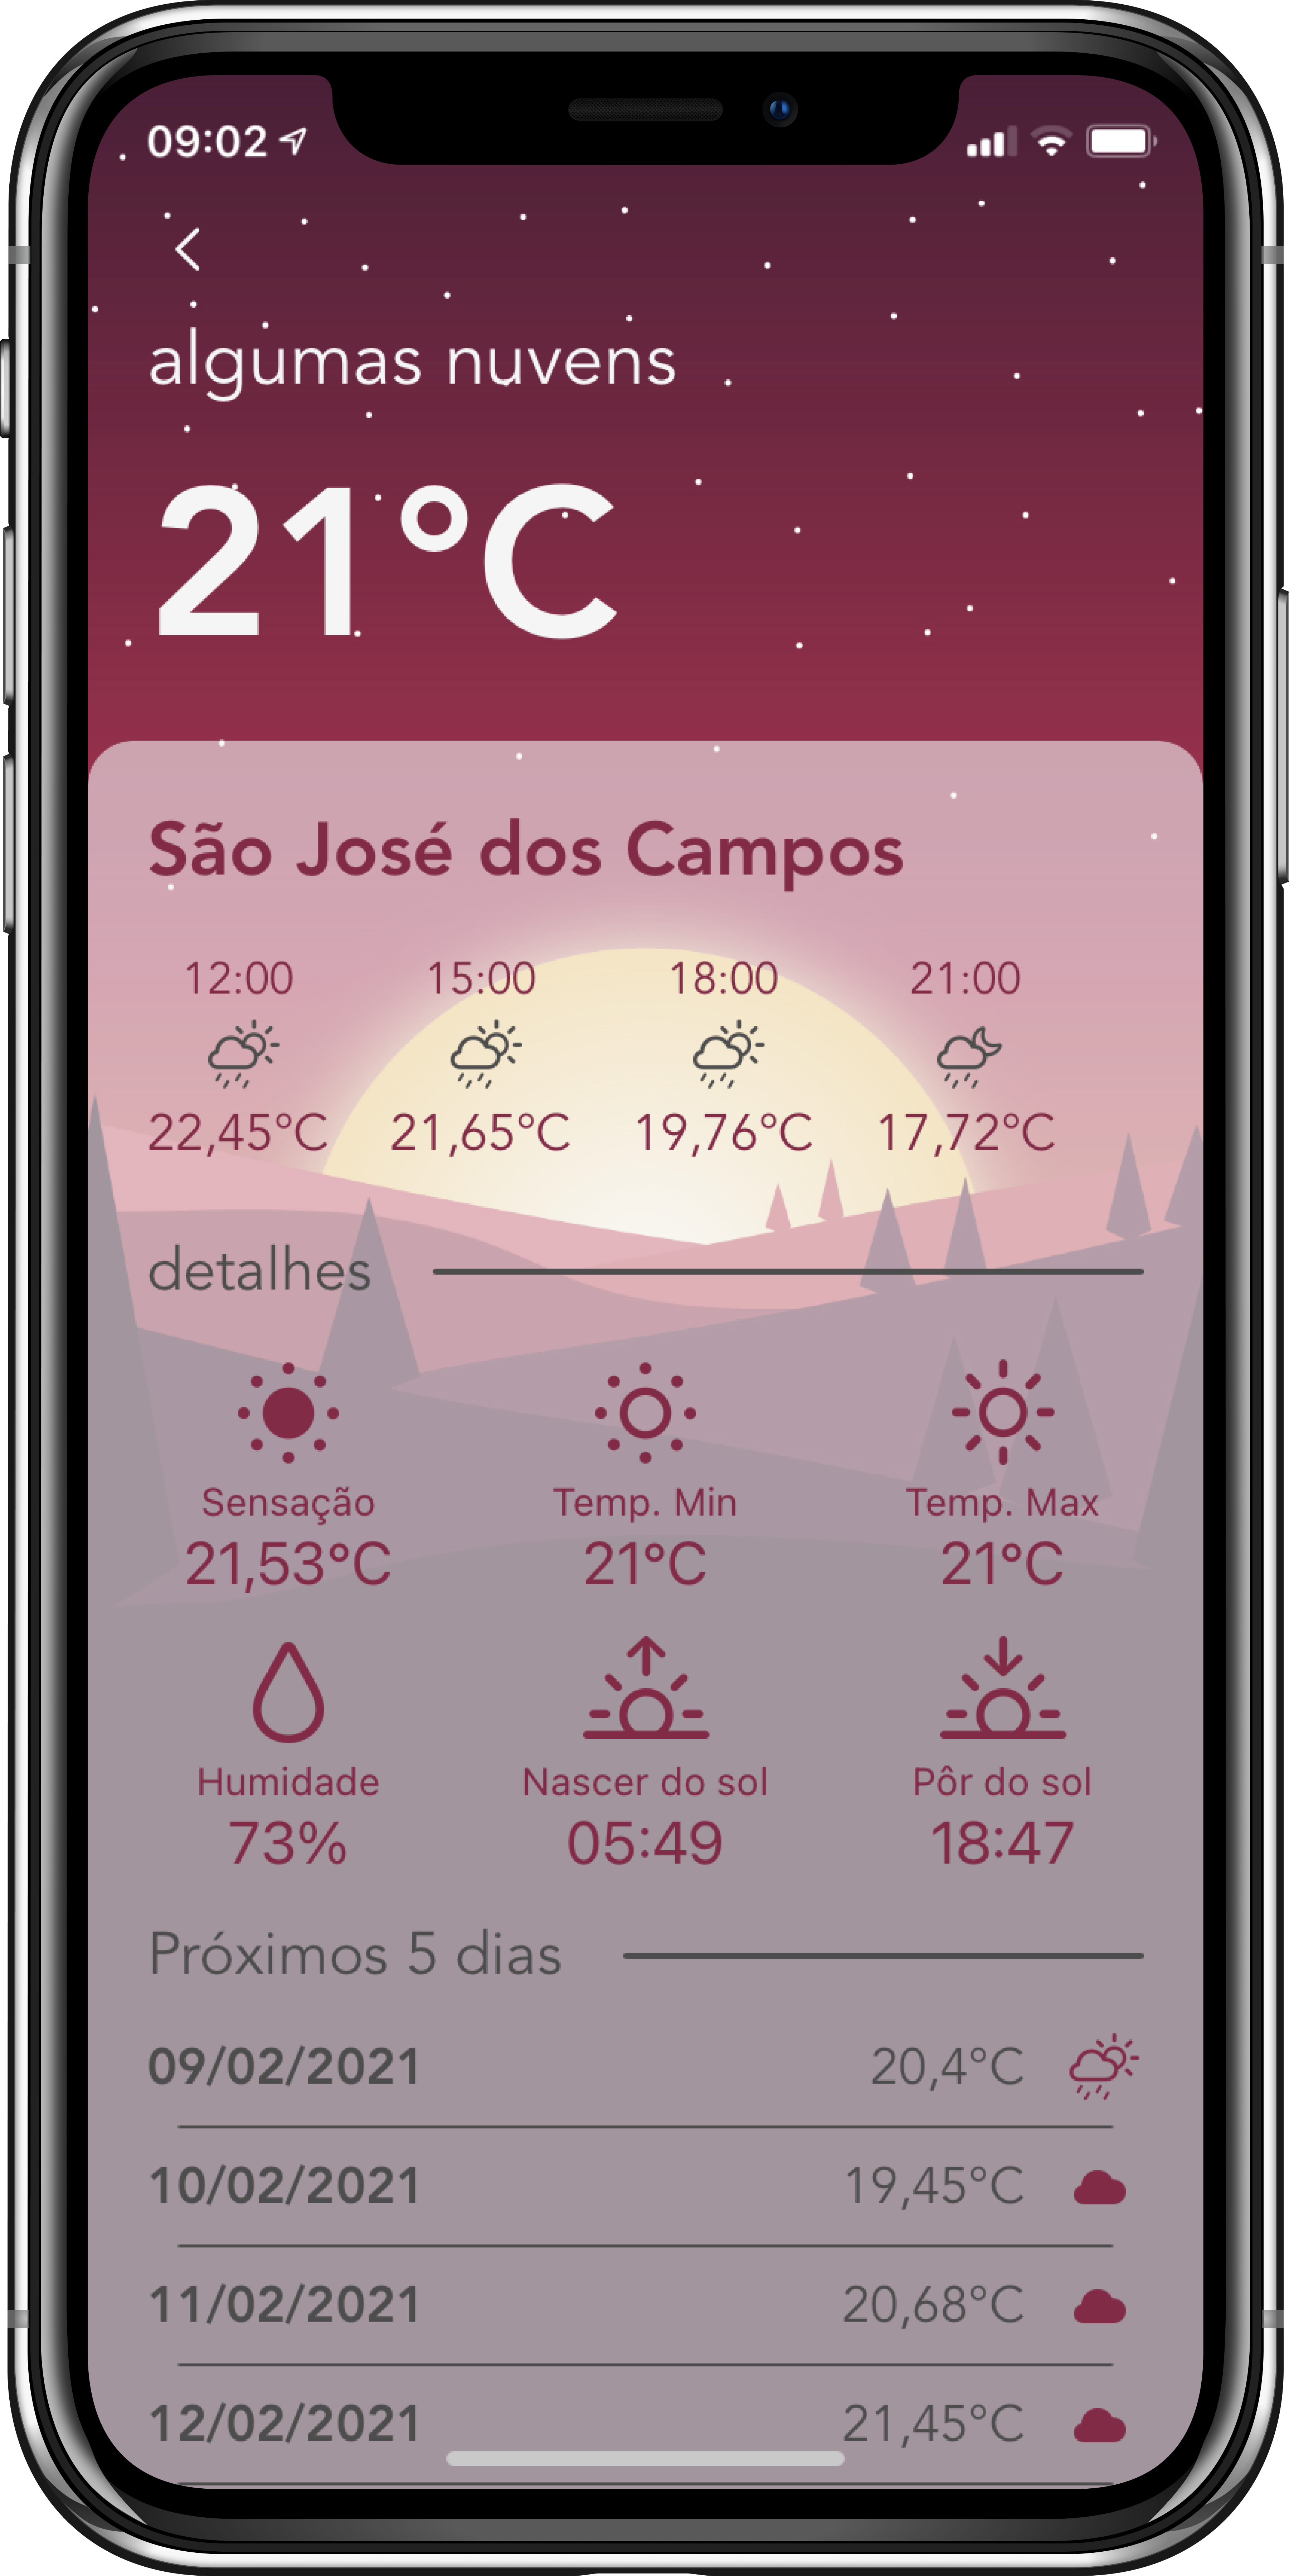 09:02
algumas nuvens
21°C
São José dos Campos
12:00 15:00 18:00 21:00
22,45°C 21,65°C 19,76°C 17,72°C
detalhes
Sensação Temp. Min Temp. Max
21,53°C 21°C 21°C
Humidade Nascer do sol Pôr do sol
73% 05:49 18:47
Próximos 5 dias
09/02/2021 20,4°C
10/02/2021 19,45°C
11/02/2021 20,68°C
12/02/2021 21,45°C